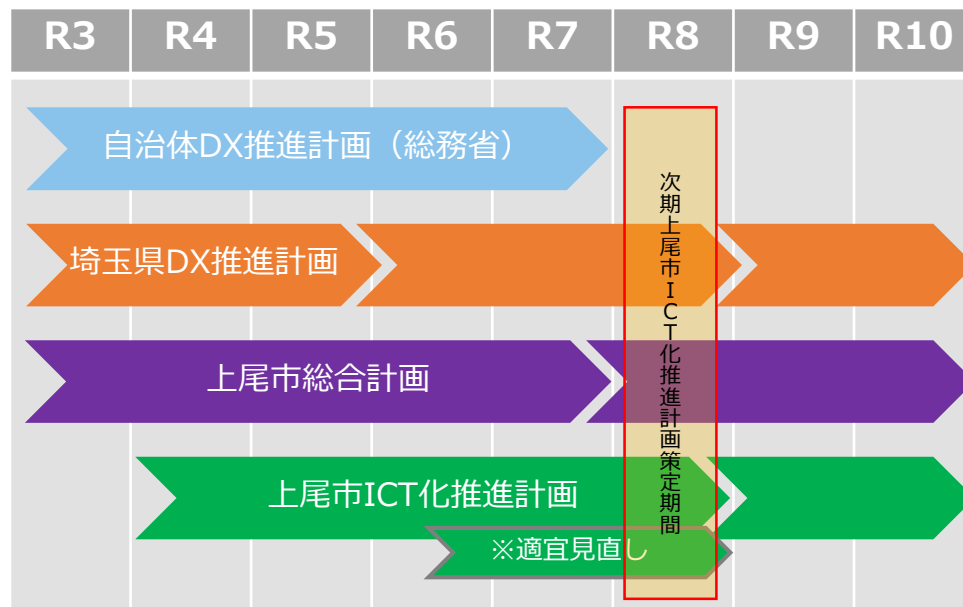 R3 R4 R5 R6 R7 R8 R9 R10
自治体DX推進計画（総務省）
埼玉県DX推進計画
上尾市総合計画
上尾市ICT化推進計画
※適宜見直し
次期上尾市ICT化推進計画策定期間